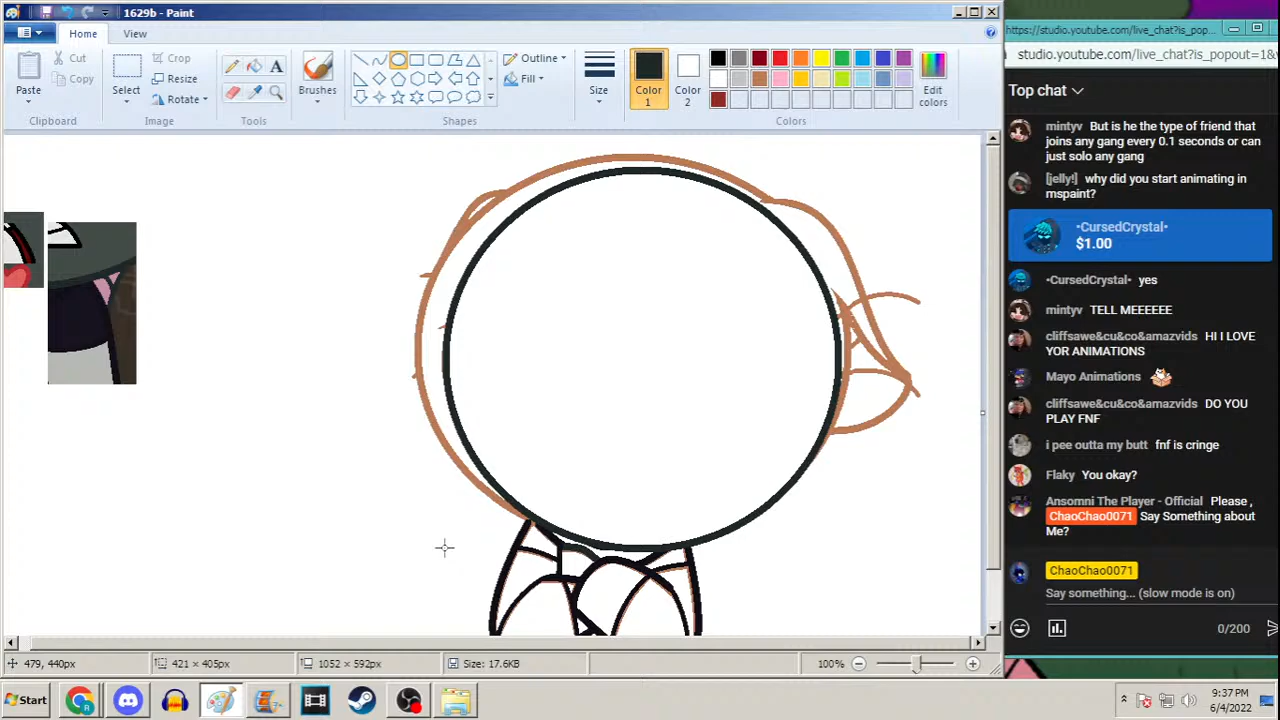 1629b - Paint
https://studio.youtube.com/live_chat?is_pop...
Home
View
studio.youtube.com/live_chat?is_popout=1&
Paste
Cut
Copy
Clipboard
Select
Crop
Resize
Rotate
Image
Tools
Brushes
Shapes
Outline
Fill
Size
Color
1
Color
2
Edit
colors
Colors
Top chat
mintyv But is he the type of friend that
joins any gang every 0.1 seconds or can
just solo any gang
[jelly!] why did you start animating in
mspaint?
•CursedCrystal•
$1.00
•CursedCrystal• yes
mintyv TELL MEEEEEE
cliffsawe&cu&co&amazvids HI I LOVE
YOR ANIMATIONS
Mayo Animations
cliffsawe&cu&co&amazvids DO YOU
PLAY FNF
i pee outta my butt fnf is cringe
Flaky You okay?
Ansomni The Player - Official Please ,
ChaoChao0071 Say Something about
Me?
ChaoChao0071
Say something... (slow mode is on)
0/200
479, 440px
421 × 405px
1052 × 592px
Size: 17.6KB
100%
Start
9:37 PM
6/4/2022